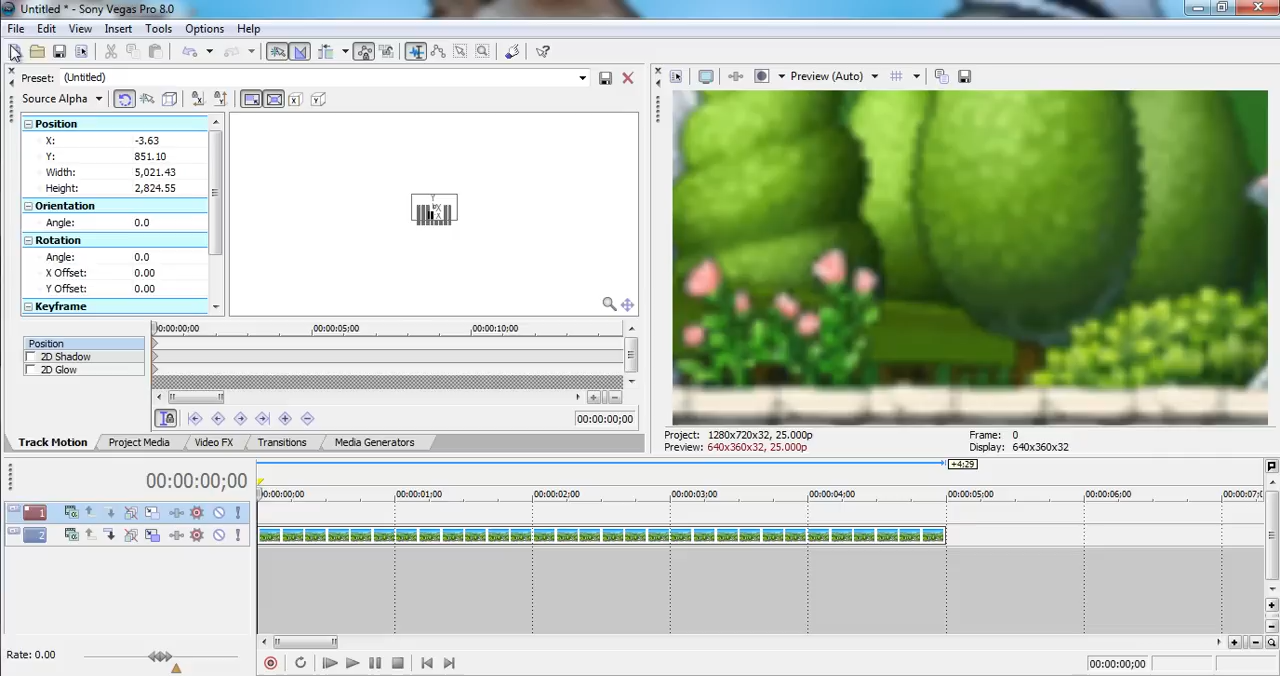 Untitled * - Sony Vegas Pro 8.0
File Edit View Insert Tools Options Help
Preset: (Untitled)
Source Alpha
Preview (Auto)
Position
X: -3.63
Y: 851.10
Width: 5,021.43
Height: 2,824.55
Orientation
Angle: 0.0
Rotation
Angle: 0.0
X Offset: 0.00
Y Offset: 0.00
Keyframe
00:00:00;00 00:00:05;00 00:00:10;00
Position
2D Shadow
2D Glow
00:00:00;00
Track Motion Project Media Video FX Transitions Media Generators
Project: 1280x720x32, 25.000p Frame: 0
Preview: 640x360x32, 25.000p Display: 640x360x32
+4:29
00:00:00;00
00:00:00;00 00:00:01;00 00:00:02;00 00:00:03;00 00:00:04;00 00:00:05;00 00:00:06;00 00:00:07;0
1
2
Rate: 0.00
00:00:00;00